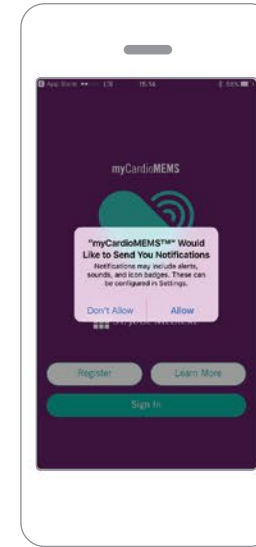 App Store
15:14
myCardioMEMS
"myCardioMEMS™" Would
Like to Send You Notifications
Notifications may include alerts,
sounds, and icon badges. These can
be configured in Settings.
Don't Allow Allow
Register Learn More
Sign In